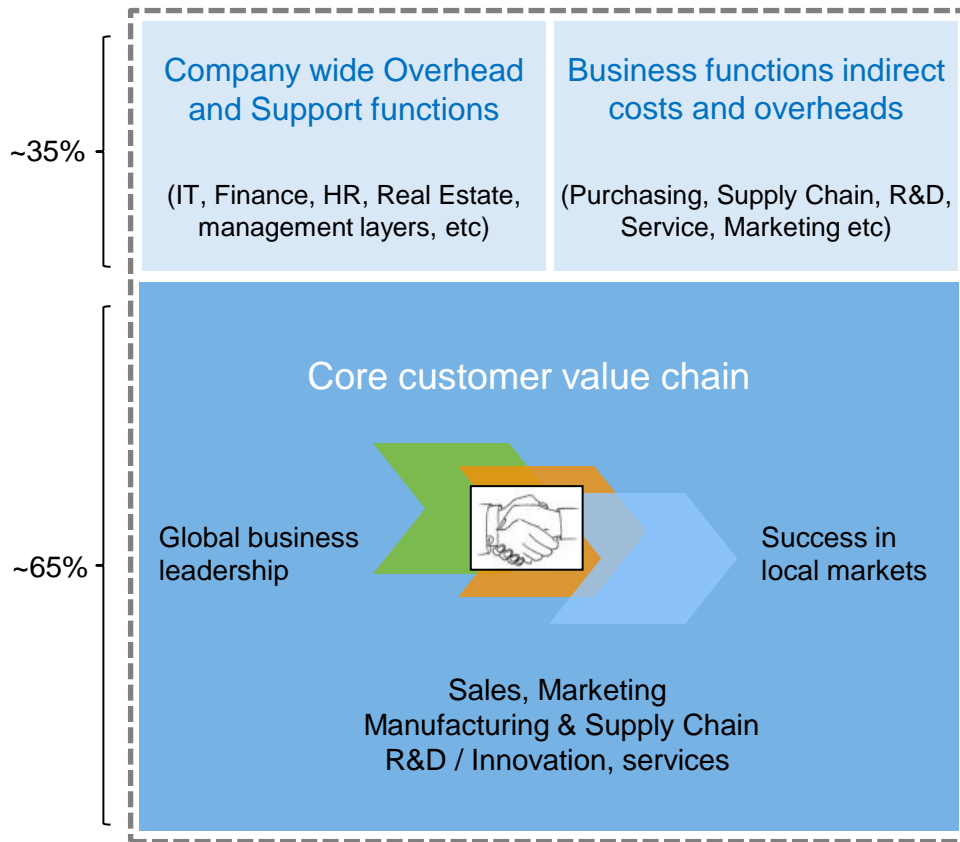 ~35%
Company wide Overhead
and Support functions
(IT, Finance, HR, Real Estate,
management layers, etc)
Business functions indirect
costs and overheads
(Purchasing, Supply Chain, R&D,
Service, Marketing etc)
~65%
Core customer value chain
Global business
leadership
Success in
local markets
Sales, Marketing
Manufacturing & Supply Chain
R&D / Innovation, services